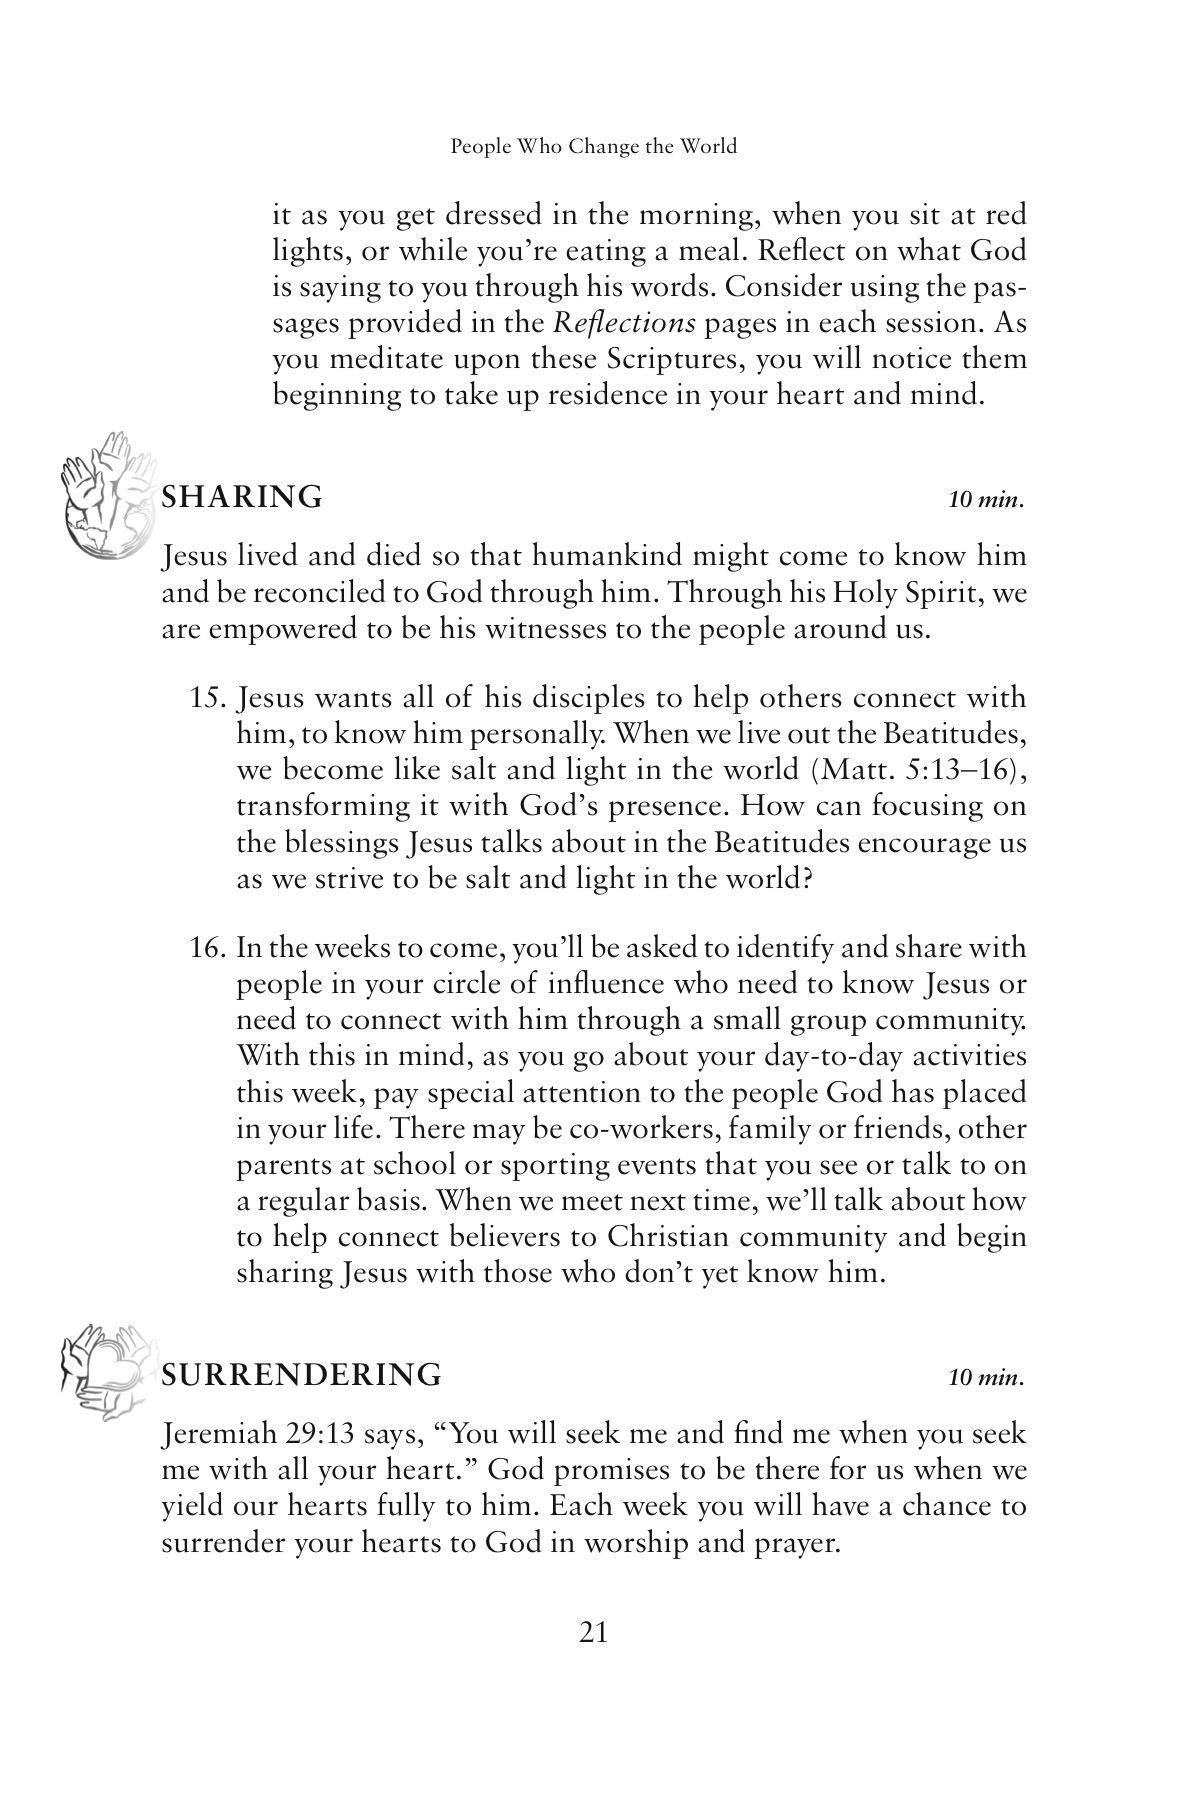 People Who Change the World
it as you get dressed in the morning, when you sit at red
lights, or while you’re eating a meal. Reflect on what God
is saying to you through his words. Consider using the pas-
sages provided in the Reflections pages in each session. As
you meditate upon these Scriptures, you will notice them
beginning to take up residence in your heart and mind.
SHARING 10 min.
Jesus lived and died so that humankind might come to know him
and be reconciled to God through him. Through his Holy Spirit, we
are empowered to be his witnesses to the people around us.
15. Jesus wants all of his disciples to help others connect with
him, to know him personally. When we live out the Beatitudes,
we become like salt and light in the world (Matt. 5:13–16),
transforming it with God’s presence. How can focusing on
the blessings Jesus talks about in the Beatitudes encourage us
as we strive to be salt and light in the world?
16. In the weeks to come, you’ll be asked to identify and share with
people in your circle of influence who need to know Jesus or
need to connect with him through a small group community.
With this in mind, as you go about your day-to-day activities
this week, pay special attention to the people God has placed
in your life. There may be co-workers, family or friends, other
parents at school or sporting events that you see or talk to on
a regular basis. When we meet next time, we’ll talk about how
to help connect believers to Christian community and begin
sharing Jesus with those who don’t yet know him.
SURRENDERING 10 min.
Jeremiah 29:13 says, “You will seek me and find me when you seek
me with all your heart.” God promises to be there for us when we
yield our hearts fully to him. Each week you will have a chance to
surrender your hearts to God in worship and prayer.
21